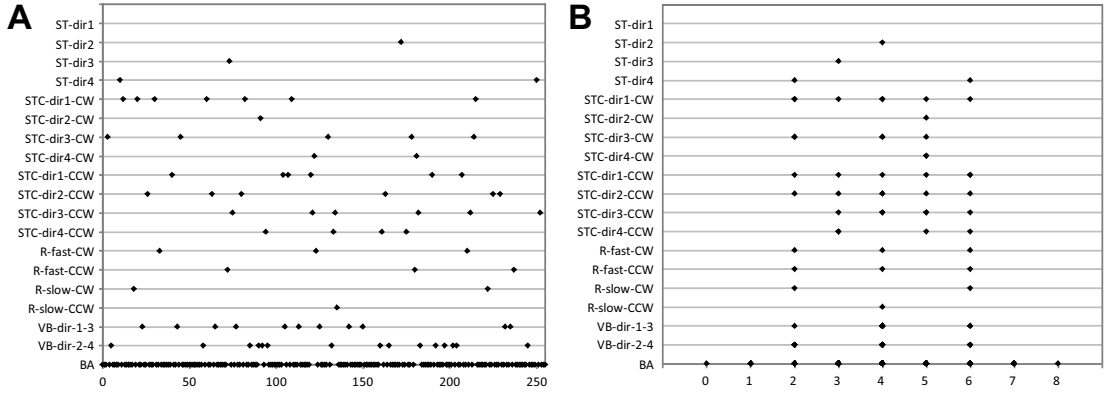 A
ST-dir1
ST-dir2
ST-dir3
ST-dir4
STC-dir1-CW
STC-dir2-CW
STC-dir3-CW
STC-dir4-CW
STC-dir1-CCW
STC-dir2-CCW
STC-dir3-CCW
STC-dir4-CCW
R-fast-CW
R-fast-CCW
R-slow-CW
R-slow-CCW
VB-dir-1-3
VB-dir-2-4
BA
0 50 100 150 200 250
B
ST-dir1
ST-dir2
ST-dir3
ST-dir4
STC-dir1-CW
STC-dir2-CW
STC-dir3-CW
STC-dir4-CW
STC-dir1-CCW
STC-dir2-CCW
STC-dir3-CCW
STC-dir4-CCW
R-fast-CW
R-fast-CCW
R-slow-CW
R-slow-CCW
VB-dir-1-3
VB-dir-2-4
BA
0 1 2 3 4 5 6 7 8